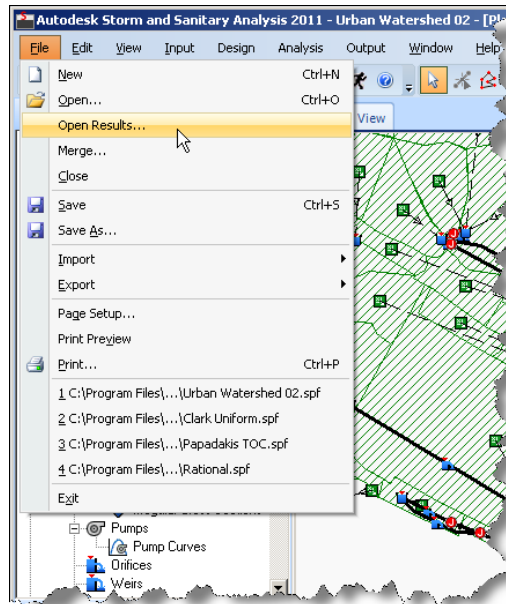 Autodesk Storm and Sanitary Analysis 2011 - Urban Watershed 02 - [Pla
File Edit View Input Design Analysis Output Window Help
New Ctrl+N
Open... Ctrl+O
Open Results...
View
Merge...
Close
Save Ctrl+S
Save As...
Import
Export
Page Setup...
Print Preview
Print... Ctrl+P
1 C:\Program Files\...\Urban Watershed 02.spf
2 C:\Program Files\...\Clark Uniform.spf
3 C:\Program Files\...\Papadakis TOC.spf
4 C:\Program Files\...\Rational.spf
Exit
Pumps
Pump Curves
Orifices
Weirs